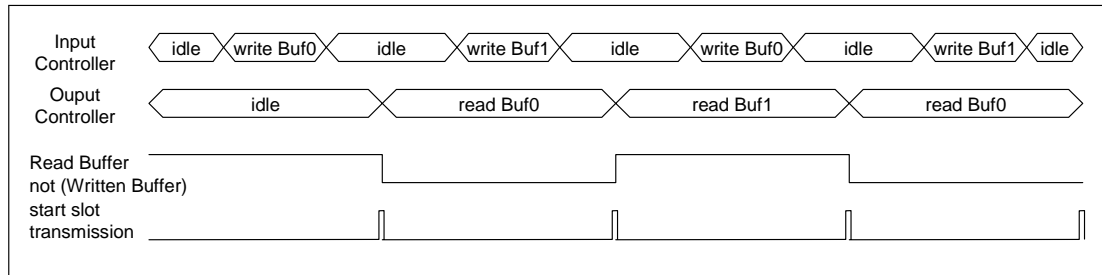 Input
Controller
idle write Buf0 idle write Buf1 idle write Buf0 idle write Buf1 idle
Ouput
Controller
idle read Buf0 read Buf1 read Buf0
Read Buffer
not (Written Buffer)
start slot
transmission